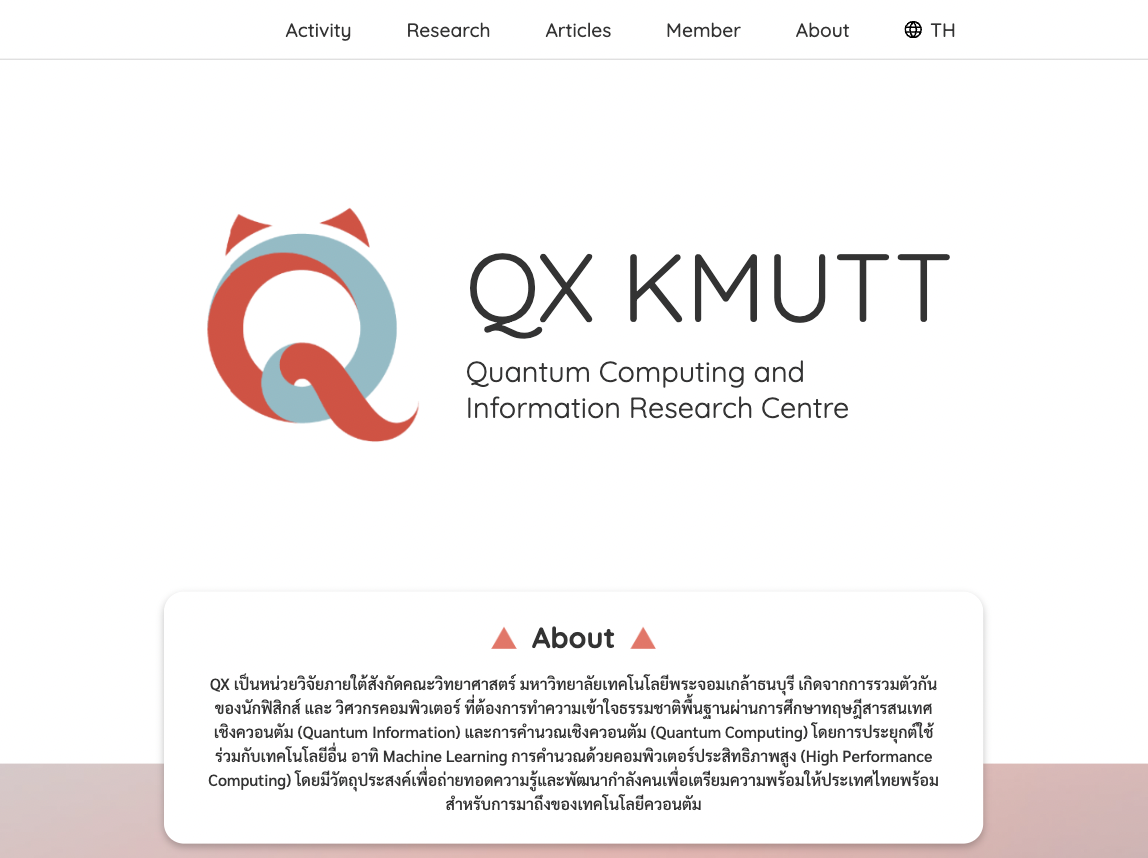 Activity Research Articles Member About TH
QX KMUTT
Quantum Computing and
Information Research Centre
About
QX เป็นหน่วยวิจัยภายใต้สังกัดคณะวิทยาศาสตร์ มหาวิทยาลัยเทคโนโลยีพระจอมเกล้าธนบุรี เกิดจากการรวมตัวกัน
ของนักฟิสิกส์ และ วิศวกรคอมพิวเตอร์ ที่ต้องการทำความเข้าใจธรรมชาติพื้นฐานผ่านการศึกษาทฤษฎีสารสนเทศ
เชิงควอนตัม (Quantum Information) และการคำนวณเชิงควอนตัม (Quantum Computing) โดยการประยุกต์ใช้
ร่วมกับเทคโนโลยีอื่น อาทิ Machine Learning การคำนวณด้วยคอมพิวเตอร์ประสิทธิภาพสูง (High Performance
Computing) โดยมีวัตถุประสงค์เพื่อถ่ายทอดความรู้และพัฒนากำลังคนเพื่อเตรียมความพร้อมให้ประเทศไทยพร้อม
สำหรับการมาถึงของเทคโนโลยีควอนตัม